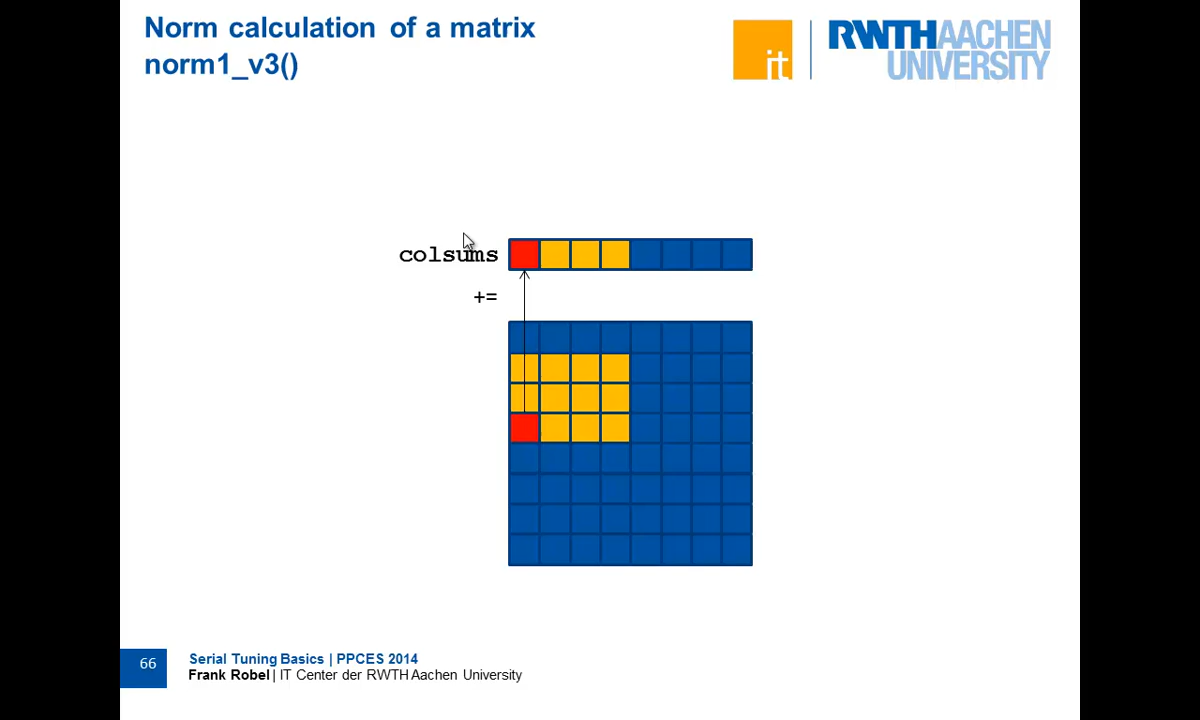 Norm calculation of a matrix
norm1_v3()
it
RWTHAACHEN
UNIVERSITY
colsums
+=
66
Serial Tuning Basics | PPCES 2014
Frank Robel | IT Center der RWTH Aachen University